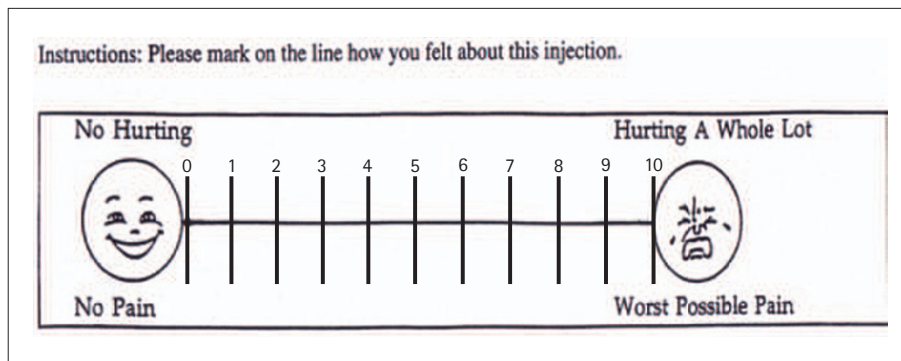 Instructions: Please mark on the line how you felt about this injection.
No Hurting Hurting A Whole Lot
0 1 2 3 4 5 6 7 8 9 10
No Pain Worst Possible Pain